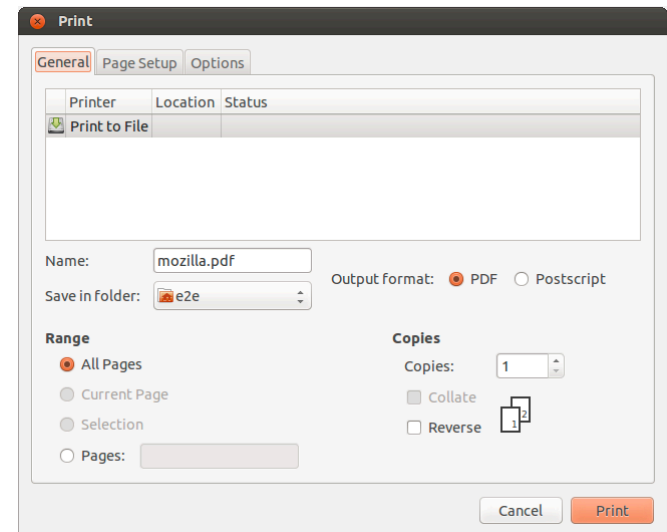 Print
General Page Setup Options
Printer Location Status
Print to File
Name: mozilla.pdf
Output format: PDF Postscript
Save in folder: e2e
Range
All Pages
Current Page
Selection
Pages:
Copies
Copies: 1
Collate
Reverse
1 2
Cancel Print